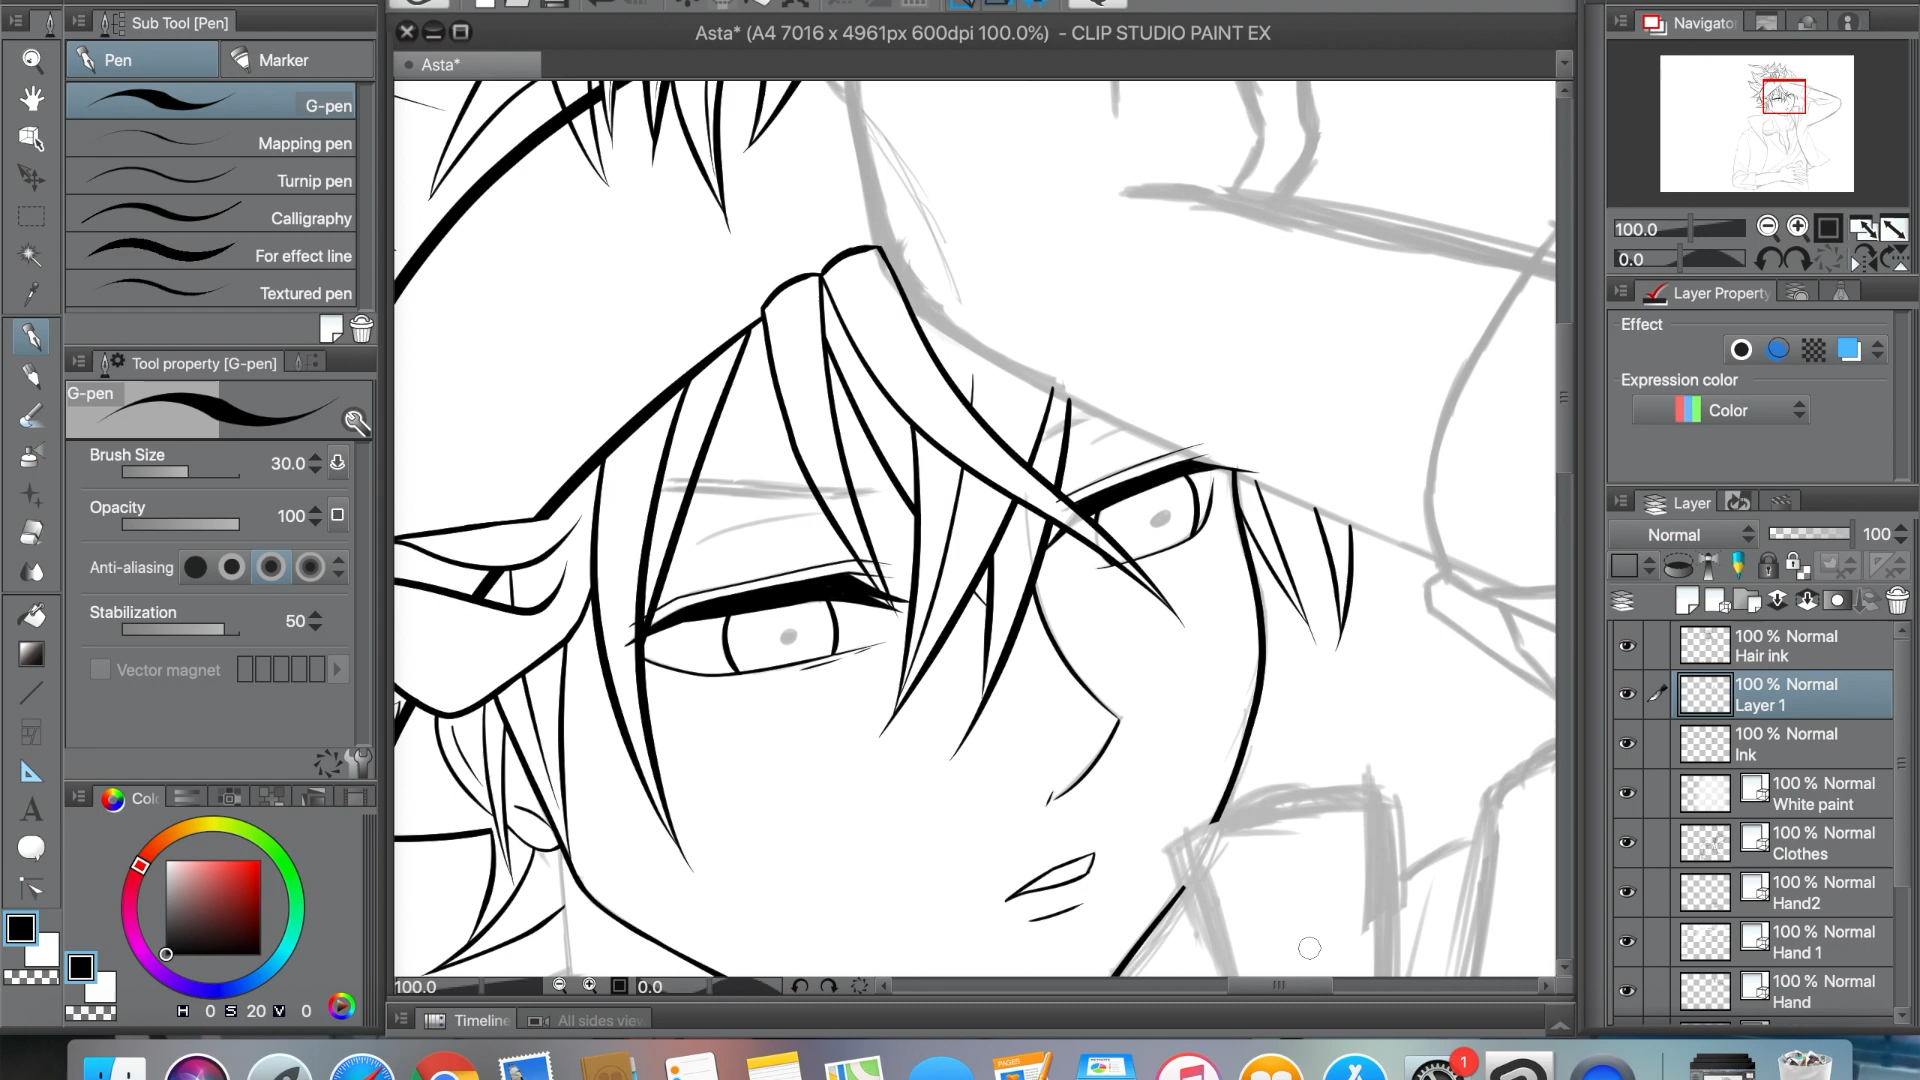 Sub Tool [Pen]
Pen
Marker
G-pen
Mapping pen
Turnip pen
Calligraphy
For effect line
Textured pen
Tool property [G-pen]
G-pen
Brush Size
30.0
Opacity
100
Anti-aliasing
Stabilization
50
Vector magnet
Colo
H 0 S 20 V 0
Asta* (A4 7016 x 4961px 600dpi 100.0%) - CLIP STUDIO PAINT EX
Asta*
100.0
0.0
Timeline
All sides view
Navigator
100.0
0.0
Layer Property
Effect
Expression color
Color
Layer
Normal
100
100 % Normal
Hair ink
100 % Normal
Layer 1
100 % Normal
Ink
100 % Normal
White paint
100 % Normal
Clothes
100 % Normal
Hand2
100 % Normal
Hand 1
100 % Normal
Hand
PAGES
1